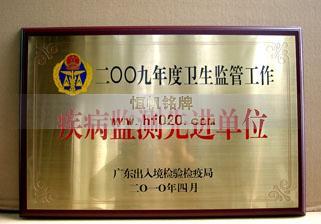 二〇〇九年度卫生监管工作
恒帆铭牌
www.hf020.com
疾病监测先进单位
广东出入境检验检疫局
二〇一〇年四月